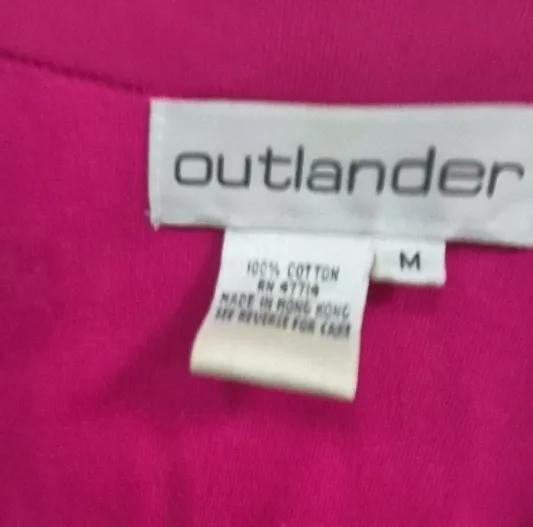 outlander
M
100% COTTON
RN 47714
MADE IN HONG KONG
SEE REVERSE FOR CARE